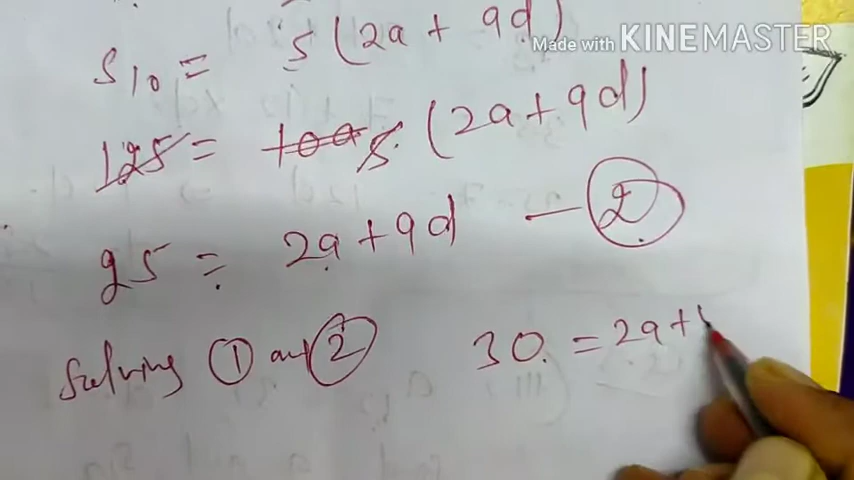 S10 = 5 (2a + 9d)
Made with KINEMASTER
125 = 100 5 (2a + 9d)
25 = 2a + 9d — 2
Solving 1 and 2 30 = 2a +